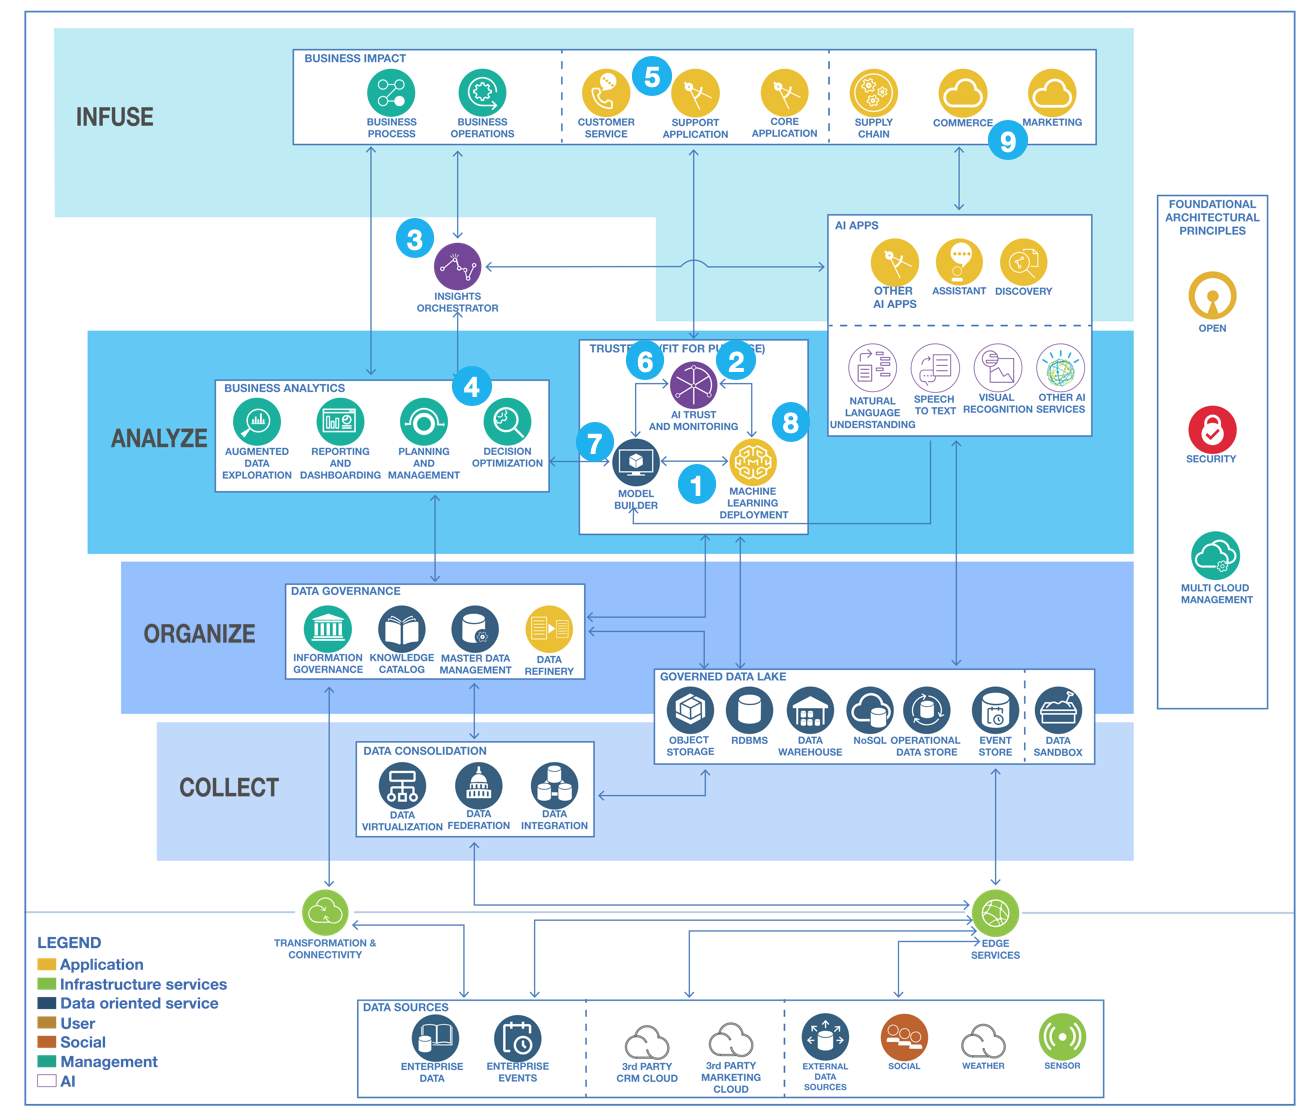 INFUSE
BUSINESS IMPACT
BUSINESS
PROCESS
BUSINESS
OPERATIONS
CUSTOMER
SERVICE
5
SUPPORT
APPLICATION
CORE
APPLICATION
SUPPLY
CHAIN
COMMERCE
MARKETING
9
3
INSIGHTS
ORCHESTRATOR
AI APPS
OTHER
AI APPS
ASSISTANT
DISCOVERY
NATURAL
LANGUAGE
UNDERSTANDING
SPEECH
TO TEXT
VISUAL
RECOGNITION
OTHER AI
SERVICES
FOUNDATIONAL
ARCHITECTURAL
PRINCIPLES
OPEN
SECURITY
MULTI CLOUD
MANAGEMENT
ANALYZE
BUSINESS ANALYTICS
4
AUGMENTED
DATA
EXPLORATION
REPORTING
AND
DASHBOARDING
PLANNING
AND
MANAGEMENT
DECISION
OPTIMIZATION
(FIT FOR
6
2
AI TRUST
AND MONITORING
8
7
1
MODEL
BUILDER
MACHINE
LEARNING
DEPLOYMENT
ORGANIZE
DATA GOVERNANCE
INFORMATION
GOVERNANCE
KNOWLEDGE
CATALOG
MASTER DATA
MANAGEMENT
DATA
REFINERY
GOVERNED DATA LAKE
OBJECT
STORAGE
RDBMS
DATA
WAREHOUSE
NoSQL
OPERATIONAL
DATA STORE
EVENT
STORE
DATA
SANDBOX
COLLECT
DATA CONSOLIDATION
DATA
VIRTUALIZATION
DATA
FEDERATION
DATA
INTEGRATION
TRANSFORMATION &
CONNECTIVITY
EDGE
SERVICES
LEGEND
Application
Infrastructure services
Data oriented service
User
Social
Management
AI
DATA SOURCES
ENTERPRISE
DATA
ENTERPRISE
EVENTS
3rd PARTY
CRM CLOUD
3rd PARTY
MARKETING
CLOUD
EXTERNAL
DATA
SOURCES
SOCIAL
WEATHER
SENSOR